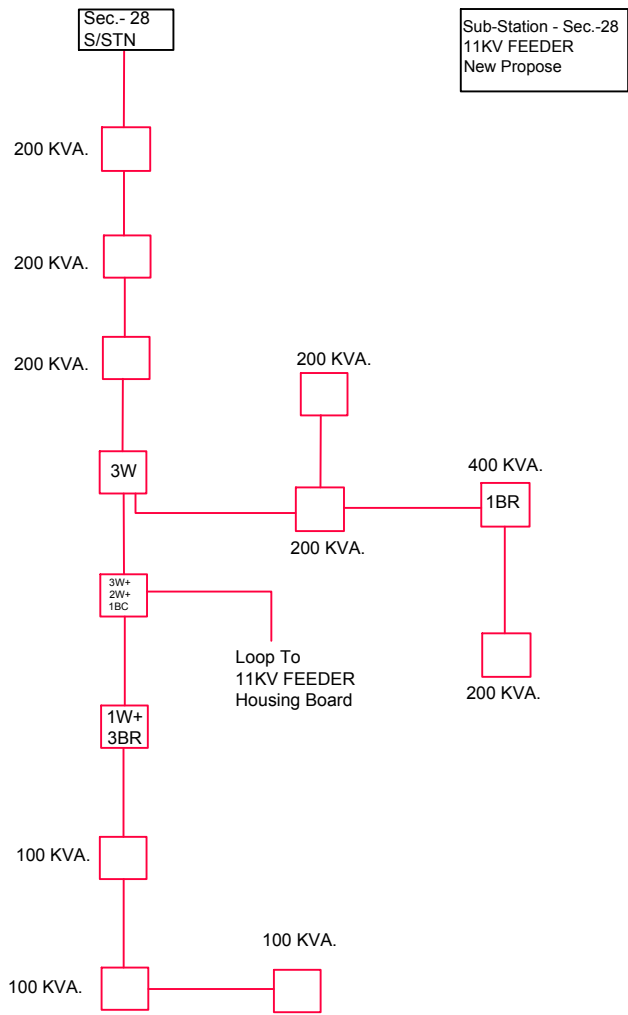 Sec.- 28
S/STN
Sub-Station - Sec.-28
11KV FEEDER
New Propose
200 KVA.
200 KVA.
200 KVA.
200 KVA.
3W
400 KVA.
1BR
200 KVA.
3W+
2W+
1BC
Loop To
11KV FEEDER
Housing Board
200 KVA.
1W+
3BR
100 KVA.
100 KVA.
100 KVA.